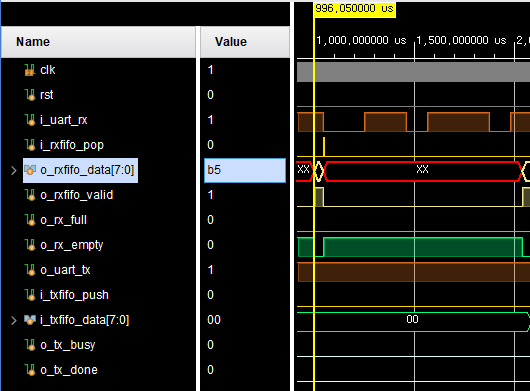 996,050000 us
Name Value
1,000,000000 us 1,500,000000 us 2,
clk 1
rst 0
i_uart_rx 1
i_rxfifo_pop 0
o_rxfifo_data[7:0] b5 XX XX
o_rxfifo_valid 1
o_rx_full 0
o_rx_empty 0
o_uart_tx 1
i_txfifo_push 0
i_txfifo_data[7:0] 00 00
o_tx_busy 0
o_tx_done 0